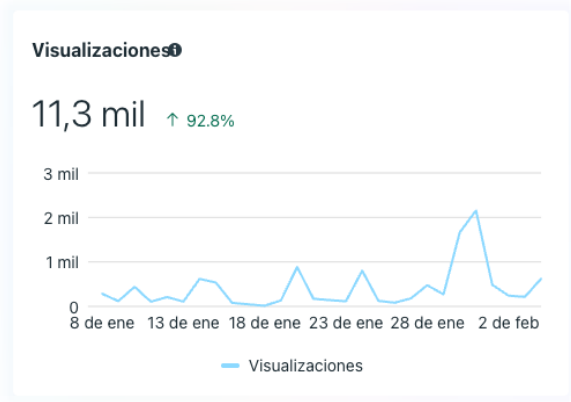 Visualizaciones
11,3 mil ↑ 92.8%
3 mil
2 mil
1 mil
0
8 de ene 13 de ene 18 de ene 23 de ene 28 de ene 2 de feb
Visualizaciones